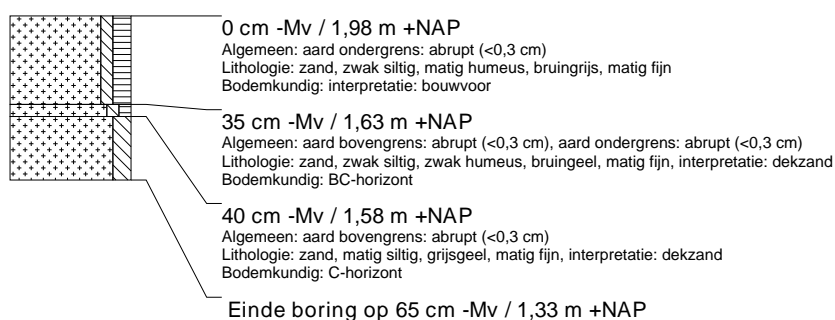 0 cm -Mv / 1,98 m +NAP
Algemeen: aard ondergrens: abrupt (<0,3 cm)
Lithologie: zand, zwak siltig, matig humeus, bruingrijs, matig fijn
Bodemkundig: interpretatie: bouwvoor
35 cm -Mv / 1,63 m +NAP
Algemeen: aard bovengrens: abrupt (<0,3 cm), aard ondergrens: abrupt (<0,3 cm)
Lithologie: zand, zwak siltig, zwak humeus, bruingeel, matig fijn, interpretatie: dekzand
Bodemkundig: BC-horizont
40 cm -Mv / 1,58 m +NAP
Algemeen: aard bovengrens: abrupt (<0,3 cm)
Lithologie: zand, matig siltig, grijsgeel, matig fijn, interpretatie: dekzand
Bodemkundig: C-horizont
Einde boring op 65 cm -Mv / 1,33 m +NAP